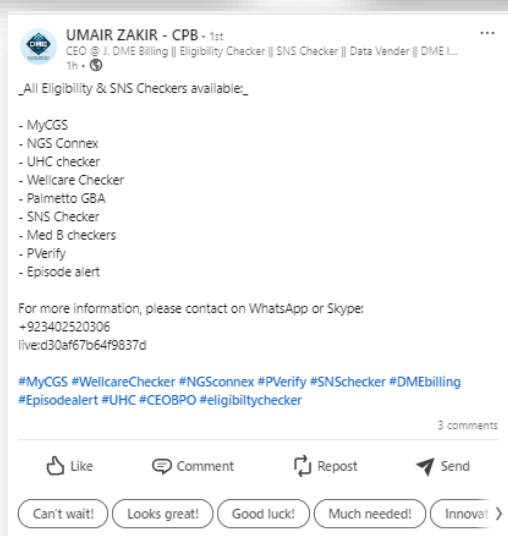 UMAIR ZAKIR - CPB • 1st
CEO @ J. DME Billing || Eligibility Checker || SNS Checker || Data Vender || DME I...
1h •
_All Eligibility & SNS Checkers available:_
- MyCGS
- NGS Connex
- UHC checker
- Wellcare Checker
- Palmetto GBA
- SNS Checker
- Med B checkers
- PVerify
- Episode alert
For more information, please contact on WhatsApp or Skype:
+923402520306
live:d30af67b64f9837d
#MyCGS #WellcareChecker #NGSconnex #PVerify #SNSchecker #DMEbilling
#Episodealert #UHC #CEOBPO #eligibiltychecker
3 comments
Like Comment Repost Send
Can't wait! Looks great! Good luck! Much needed! Innovat